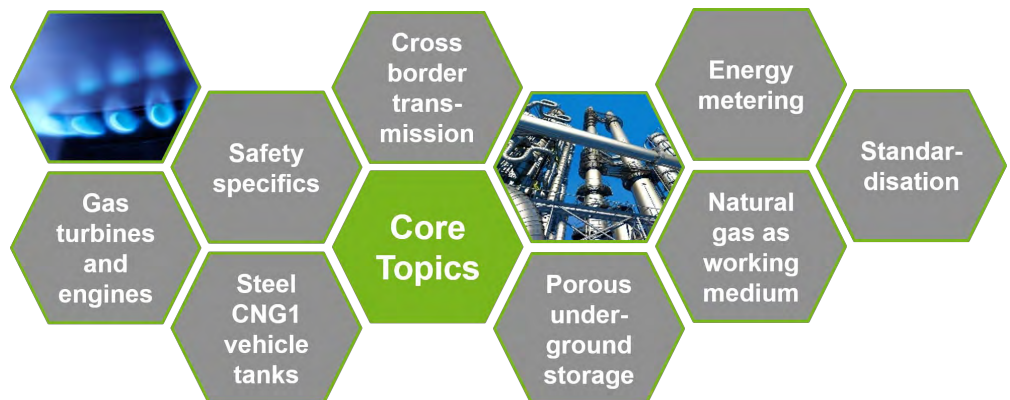 Cross
border
trans-
mission
Energy
metering
Safety
specifics
Standar-
disation
Gas
turbines
and
engines
Core
Topics
Natural
gas as
working
medium
Steel
CNG1
vehicle
tanks
Porous
under-
ground
storage